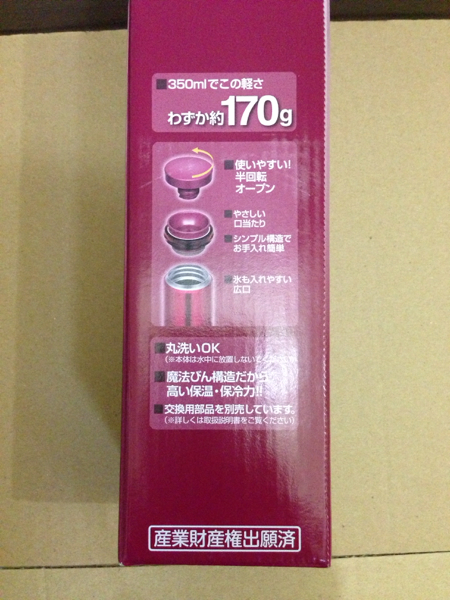 ■350mlでこの軽さ
わずか約170g
■使いやすい!
半回転
オープン
■やさしい
口当たり
■シンプル構造で
お手入れ簡単
■氷も入れやすい
広口
■丸洗いOK
(※本体は水中に放置しないでください)
■魔法びん構造だから
高い保温・保冷力!!
■交換用部品を別売しています。
(※詳しくは取扱説明書をご覧ください)
産業財産権出願済